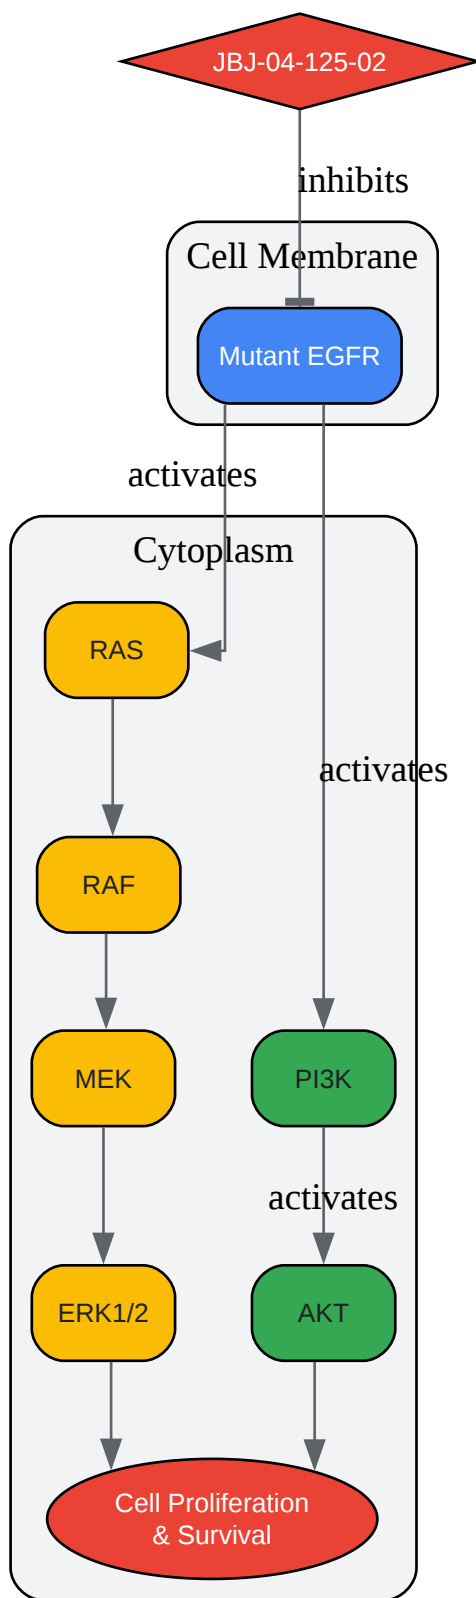 JBJ-04-125-02
inhibits
Cell Membrane
Mutant EGFR
activates
Cytoplasm
RAS
activates
RAF
MEK
PI3K
activates
ERK1/2
AKT
Cell Proliferation
& Survival